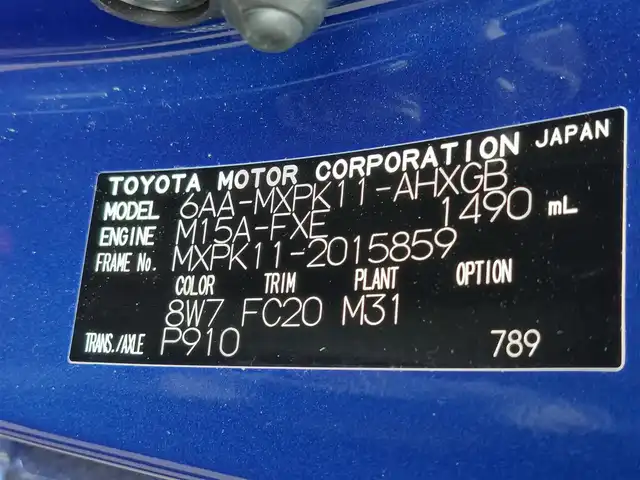 TOYOTA MOTOR CORPORATION JAPAN
MODEL 6AA-MXPK11-AHXGB
ENGINE M15A-FXE 1490 mL
FRAME No. MXPK11-2015859
COLOR TRIM PLANT OPTION
8W7 FC20 M31
TRANS./AXLE P910 789